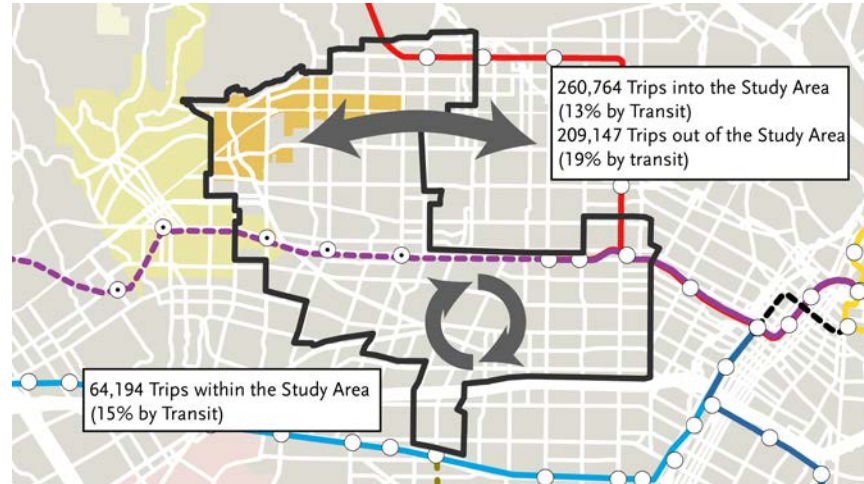 260,764 Trips into the Study Area
(13% by Transit)
209,147 Trips out of the Study Area
(19% by transit)
64,194 Trips within the Study Area
(15% by Transit)